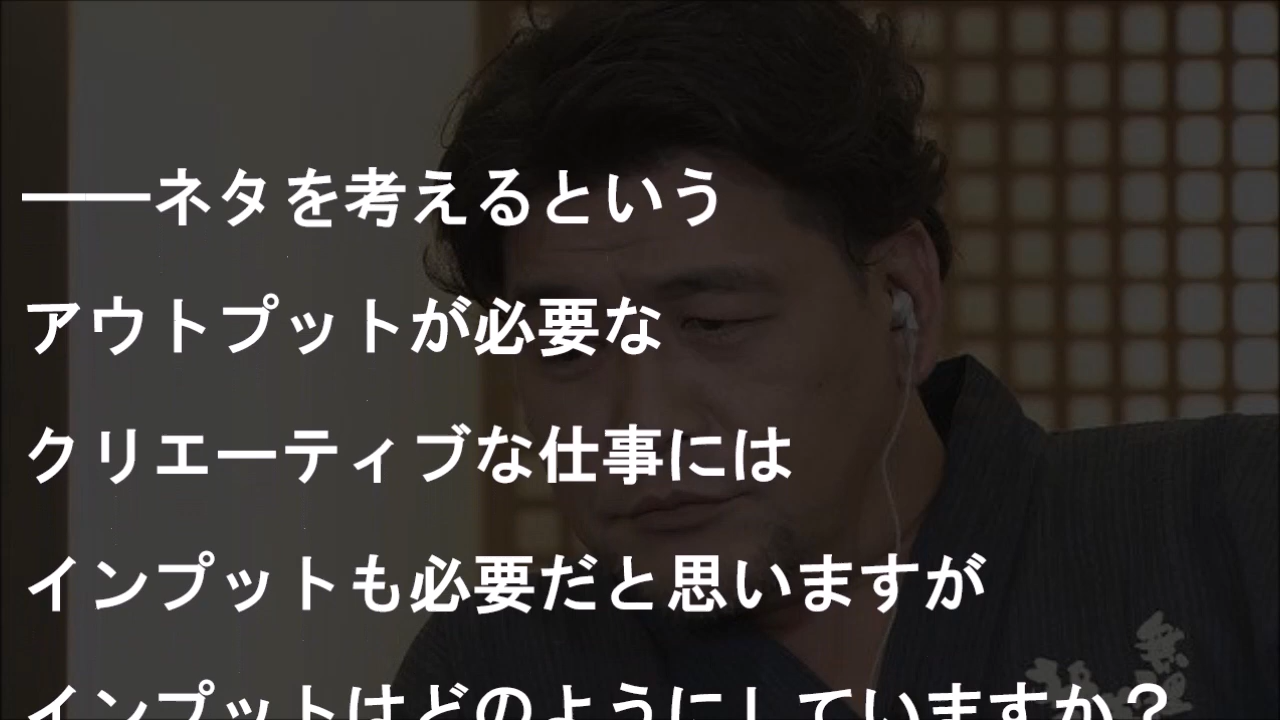 ――ネタを考えるという
アウトプットが必要な
クリエーティブな仕事には
インプットも必要だと思いますが
インプットはどのようにしていますか？